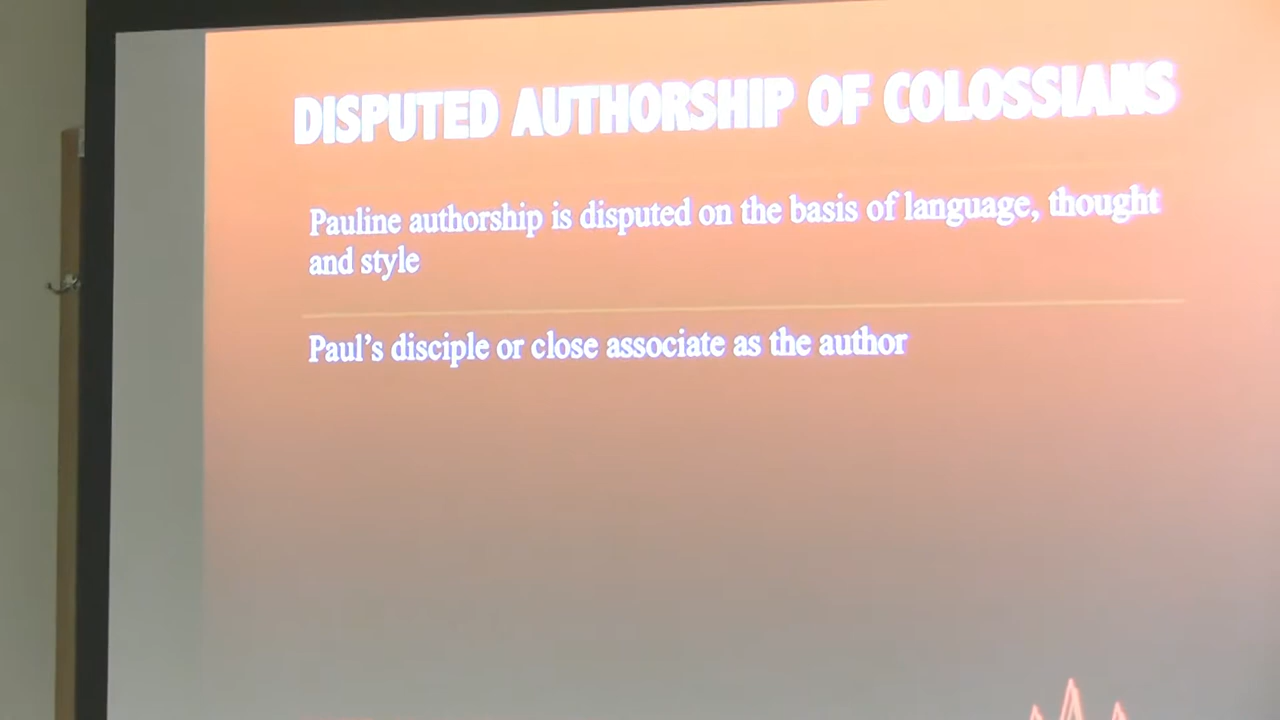 DISPUTED AUTHORSHIP OF COLOSSIANS
Pauline authorship is disputed on the basis of language, thought
and style
Paul’s disciple or close associate as the author